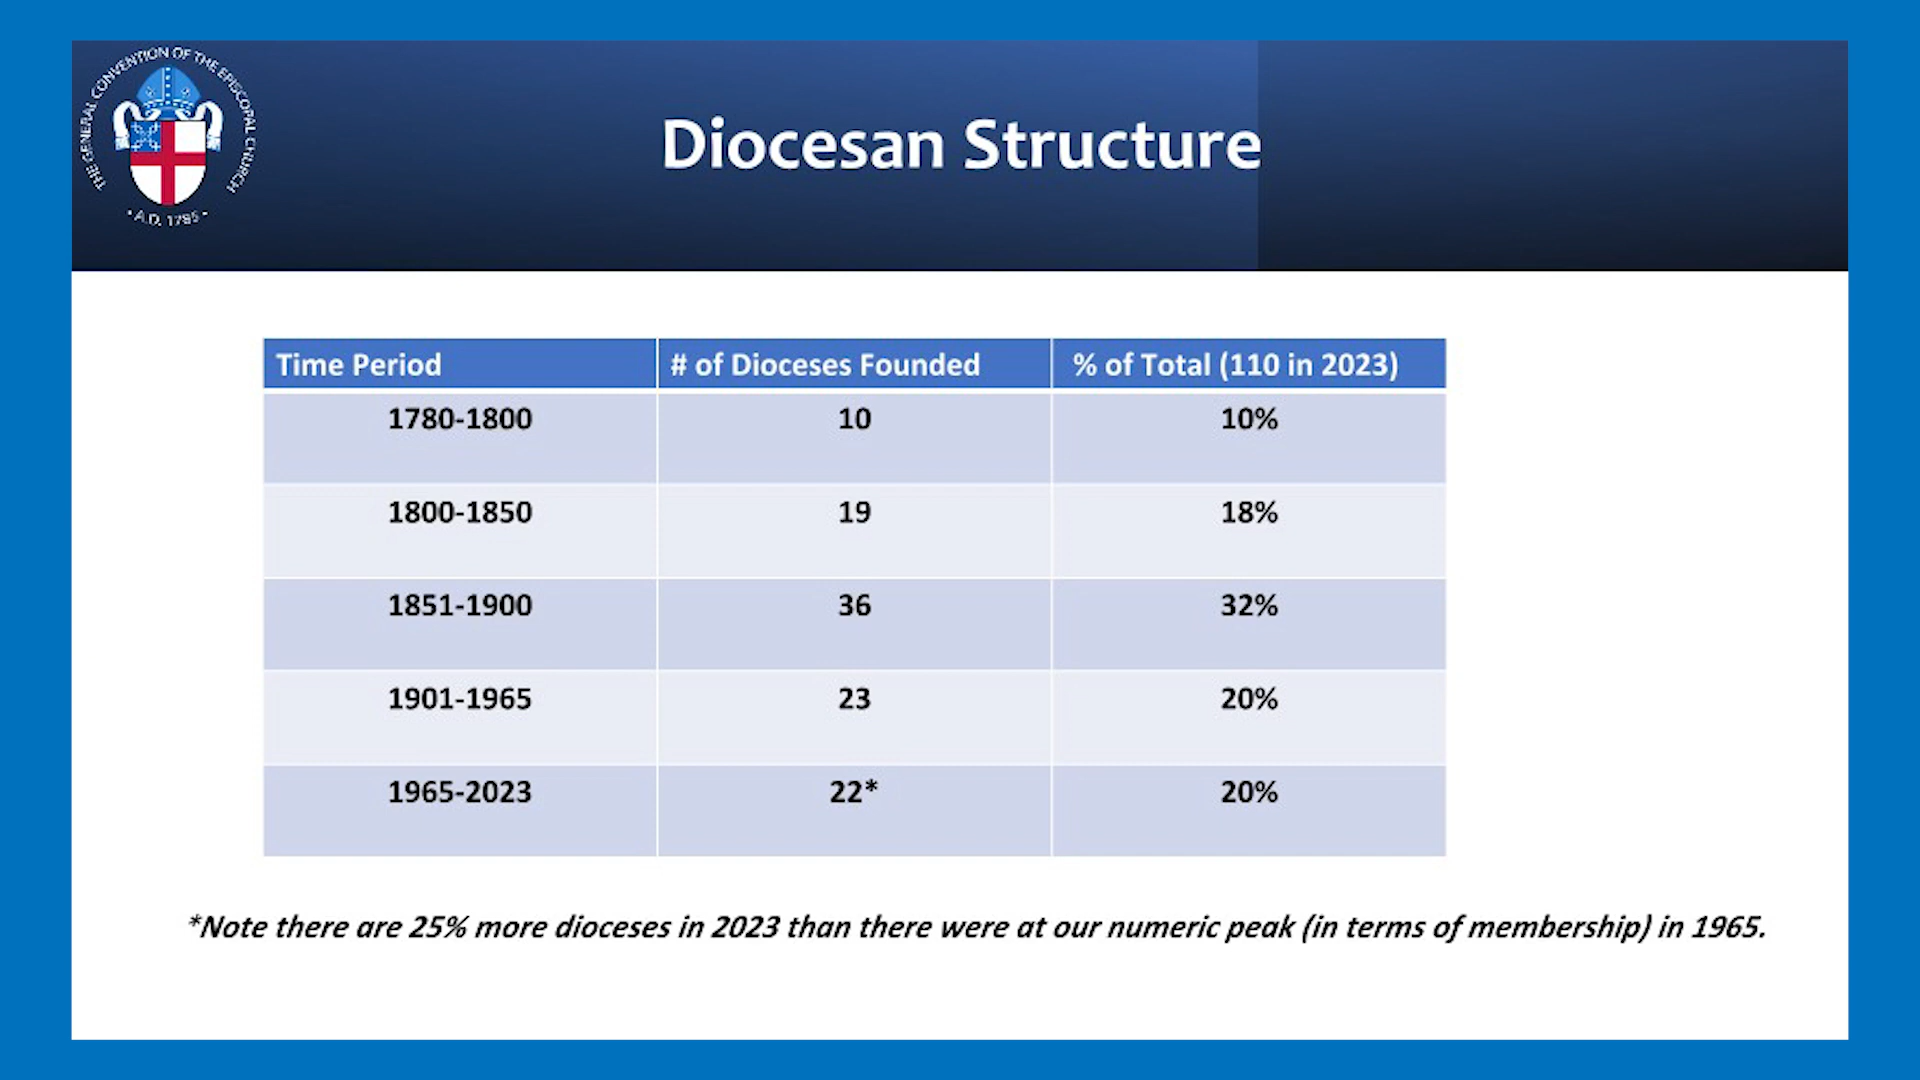 THE GENERAL CONVENTION OF THE EPISCOPAL CHURCH
• A.D. 1785 •
Diocesan Structure
Time Period # of Dioceses Founded % of Total (110 in 2023)
1780-1800 10 10%
1800-1850 19 18%
1851-1900 36 32%
1901-1965 23 20%
1965-2023 22* 20%
*Note there are 25% more dioceses in 2023 than there were at our numeric peak (in terms of membership) in 1965.